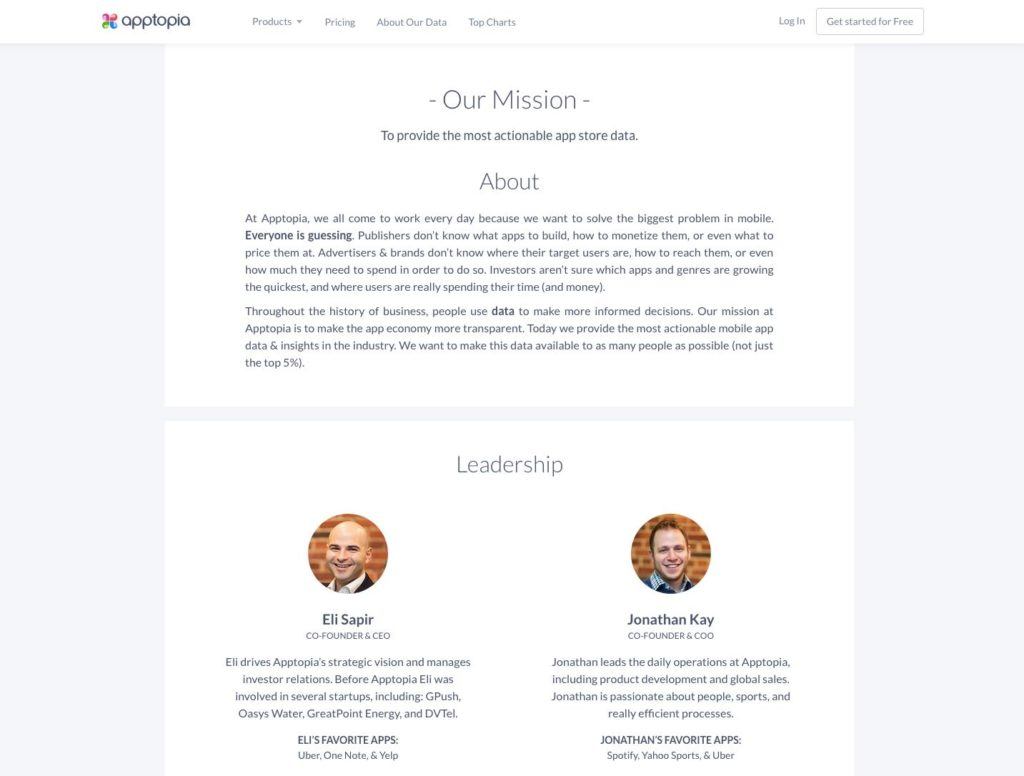 apptopia
Products
Pricing
About Our Data
Top Charts
Log In
Get started for Free
- Our Mission -
To provide the most actionable app store data.
About
At Apptopia, we all come to work every day because we want to solve the biggest problem in mobile.
Everyone is guessing. Publishers don't know what apps to build, how to monetize them, or even what to
price them at. Advertisers & brands don't know where their target users are, how to reach them, or even
how much they need to spend in order to do so. Investors aren't sure which apps and genres are growing
the quickest, and where users are really spending their time (and money).
Throughout the history of business, people use data to make more informed decisions. Our mission at
Apptopia is to make the app economy more transparent. Today we provide the most actionable mobile app
data & insights in the industry. We want to make this data available to as many people as possible (not just
the top 5%).
Leadership
Eli Sapir
CO-FOUNDER & CEO
Eli drives Apptopia's strategic vision and manages
investor relations. Before Apptopia Eli was
involved in several startups, including: GPush,
Oasys Water, GreatPoint Energy, and DVTel.
ELI'S FAVORITE APPS:
Uber, One Note, & Yelp
Jonathan Kay
CO-FOUNDER & COO
Jonathan leads the daily operations at Apptopia,
including product development and global sales.
Jonathan is passionate about people, sports, and
really efficient processes.
JONATHAN'S FAVORITE APPS:
Spotify, Yahoo Sports, & Uber